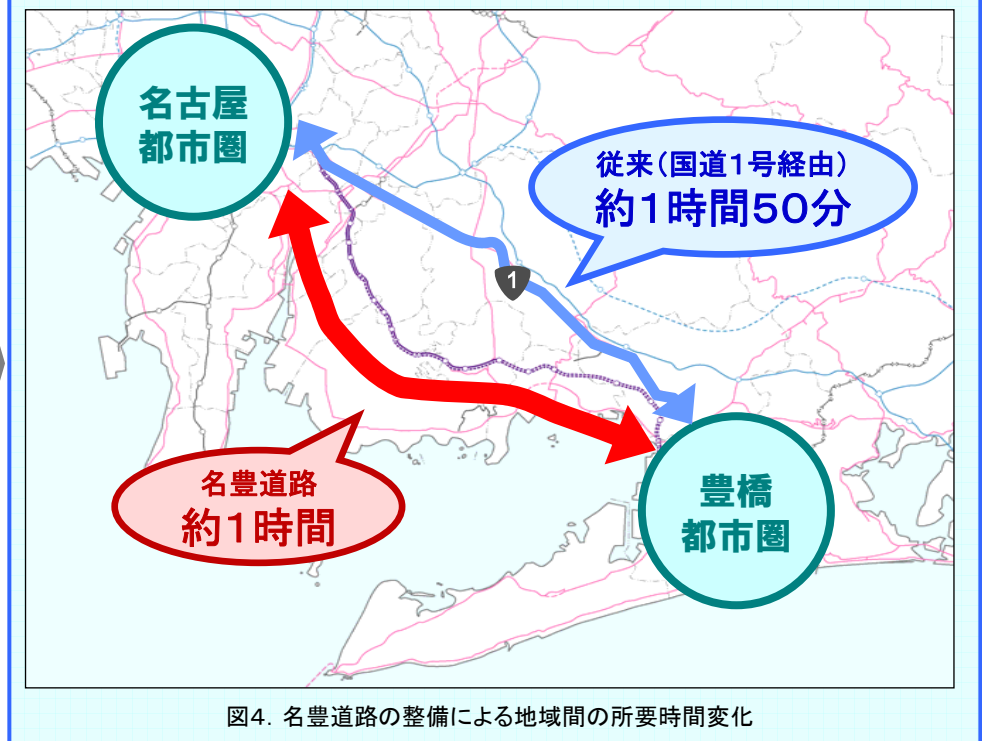 名古屋
都市圏
従来(国道1号経由)
約1時間50分
1
名豊道路
約1時間
豊橋
都市圏
図4．名豊道路の整備による地域間の所要時間変化